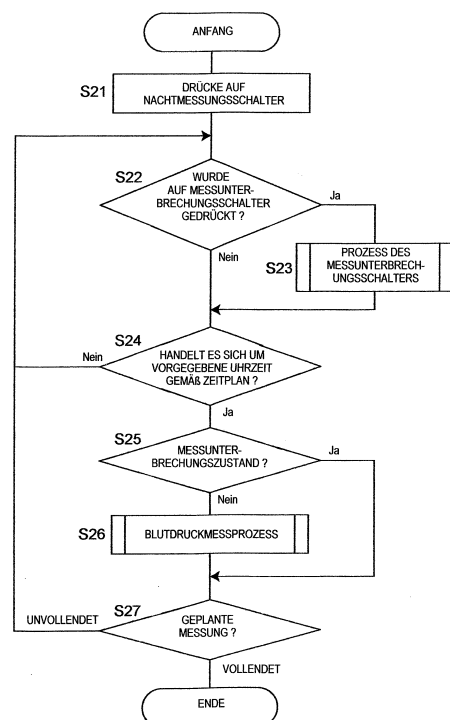 ANFANG
S21
DRÜCKE AUF
NACHTMESSUNGSSCHALTER
S22
WURDE
AUF MESSUNTER-
BRECHUNGSSCHALTER
GEDRÜCKT ?
Ja
Nein
S23
PROZESS DES
MESSUNTERBRECH-
UNGSSCHALTERS
S24
Nein
HANDELT ES SICH UM
VORGEGEBENE UHRZEIT
GEMÄß ZEITPLAN ?
Ja
S25
MESSUNTER-
BRECHUNGSZUSTAND ?
Ja
Nein
S26
BLUTDRUCKMESSPROZESS
S27
UNVOLLENDET
GEPLANTE
MESSUNG ?
VOLLENDET
ENDE